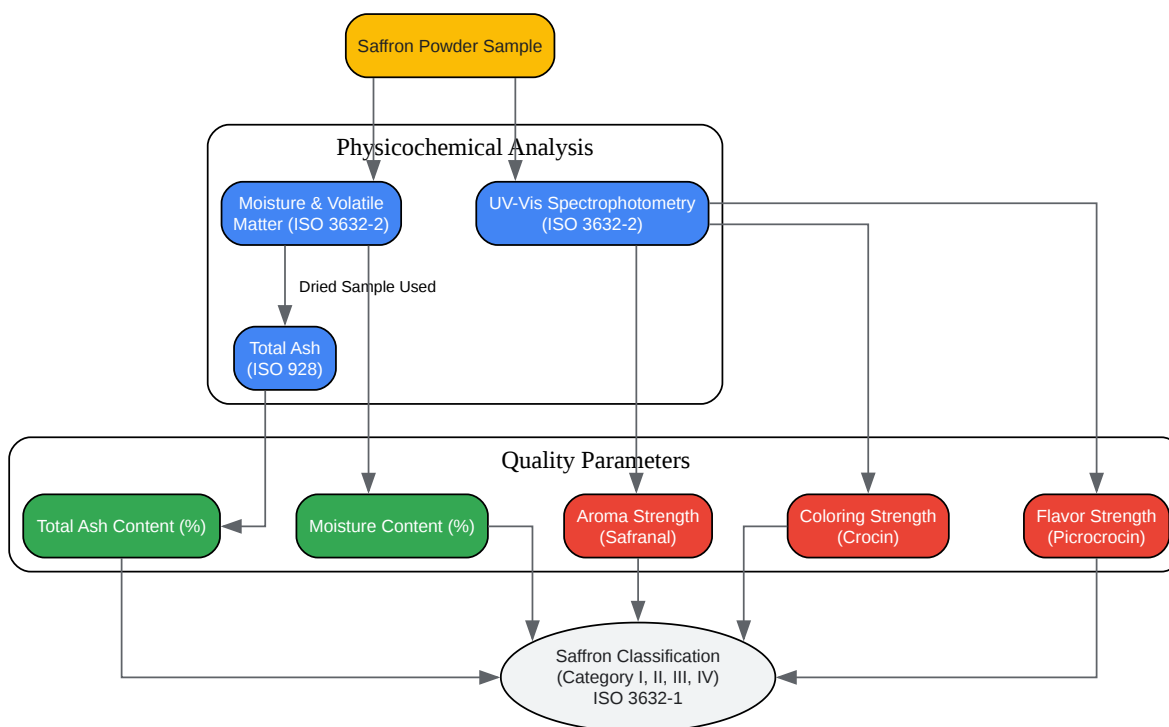 Saffron Powder Sample
Physicochemical Analysis
Moisture & Volatile
Matter (ISO 3632-2)
UV-Vis Spectrophotometry
(ISO 3632-2)
Dried Sample Used
Total Ash
(ISO 928)
Quality Parameters
Total Ash Content (%)
Moisture Content (%)
Aroma Strength
(Safranal)
Coloring Strength
(Crocin)
Flavor Strength
(Picrocrocin)
Saffron Classification
(Category I, II, III, IV)
ISO 3632-1